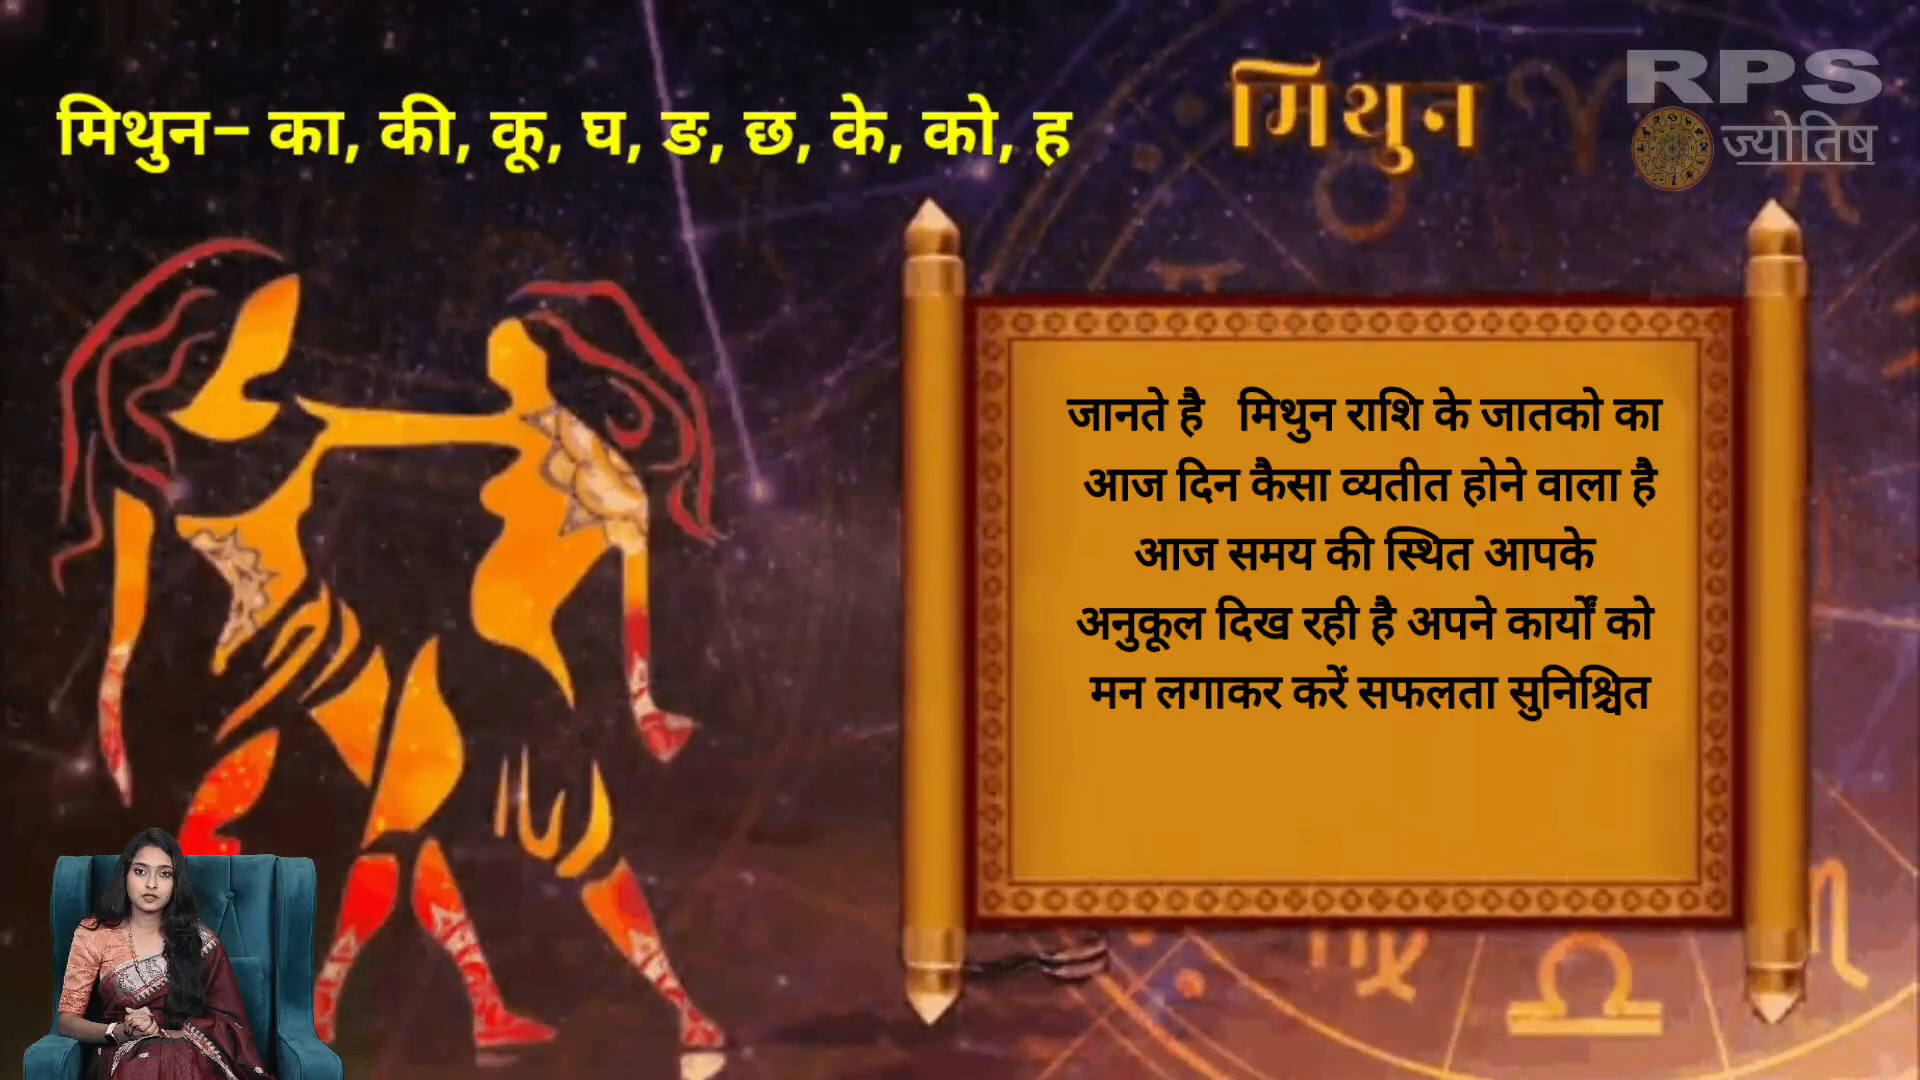 मिथुन– का, की, कू, घ, ङ, छ, के, को, ह
मिथुन
RPS
ज्योतिष
जानते है मिथुन राशि के जातको का
आज दिन कैसा व्यतीत होने वाला है
आज समय की स्थित आपके
अनुकूल दिख रही है अपने कार्यों को
मन लगाकर करें सफलता सुनिश्चित